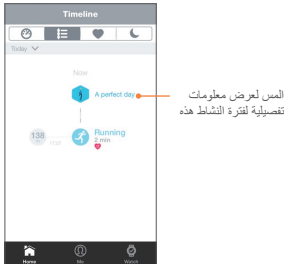 Timeline
Today
Now
A perfect day
Running
2 min
138
Home
Me
Watch
المس لعرض معلومات
تفصيلية لفترة النشاط هذه